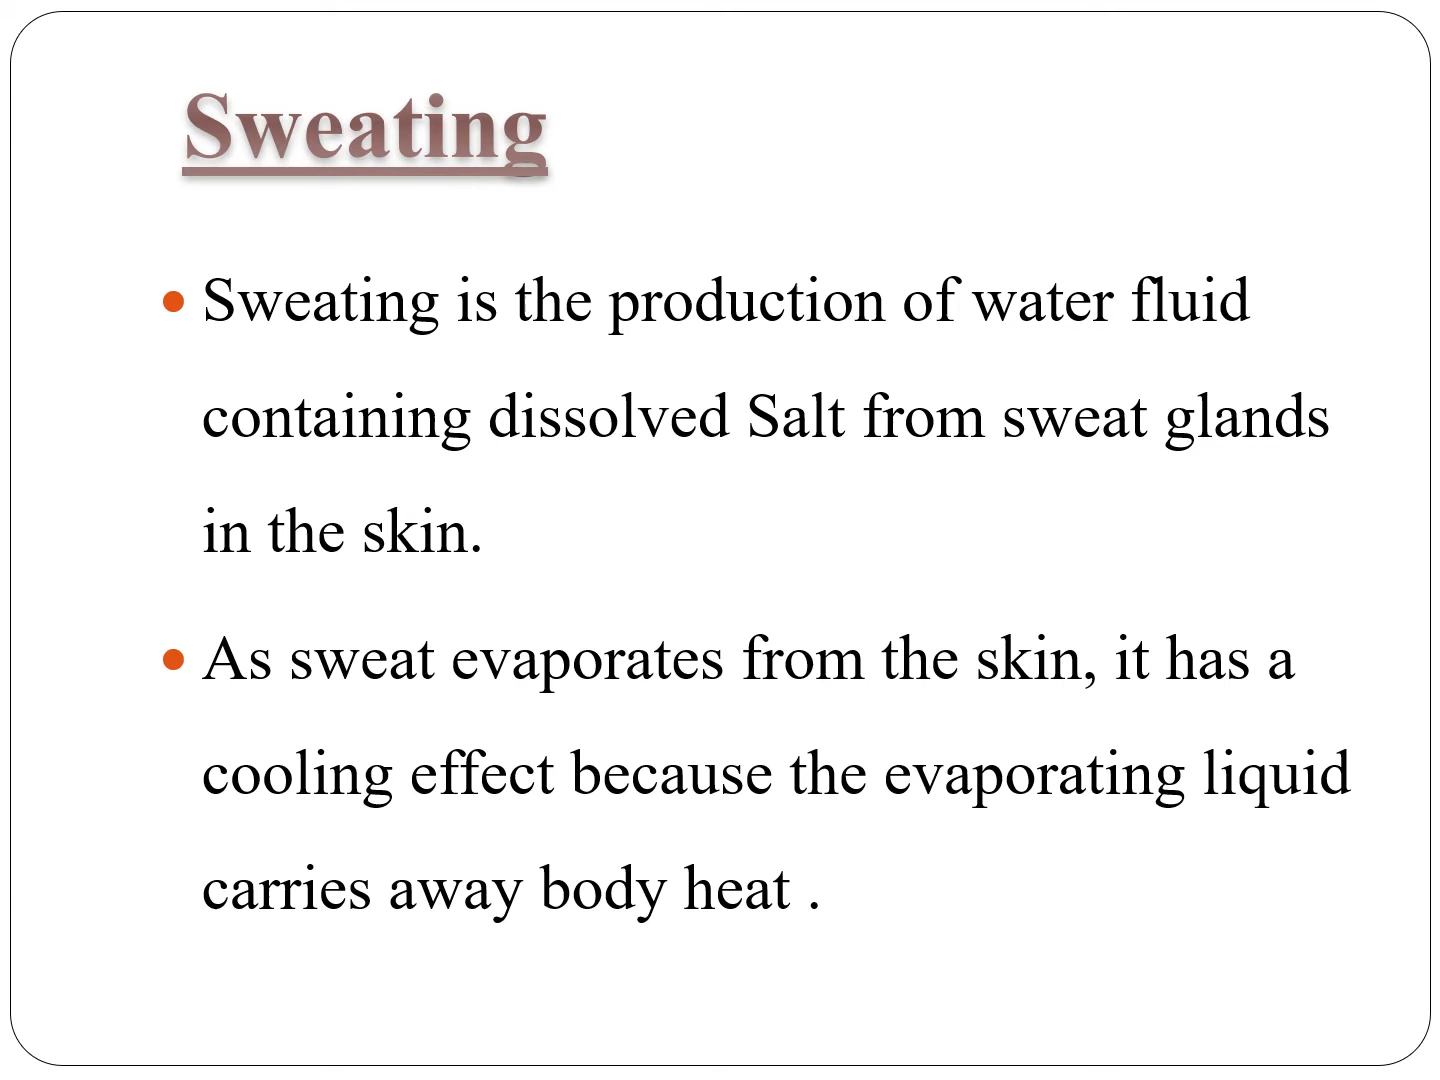 Sweating
• Sweating is the production of water fluid
containing dissolved Salt from sweat glands
in the skin.
• As sweat evaporates from the skin, it has a
cooling effect because the evaporating liquid
carries away body heat .